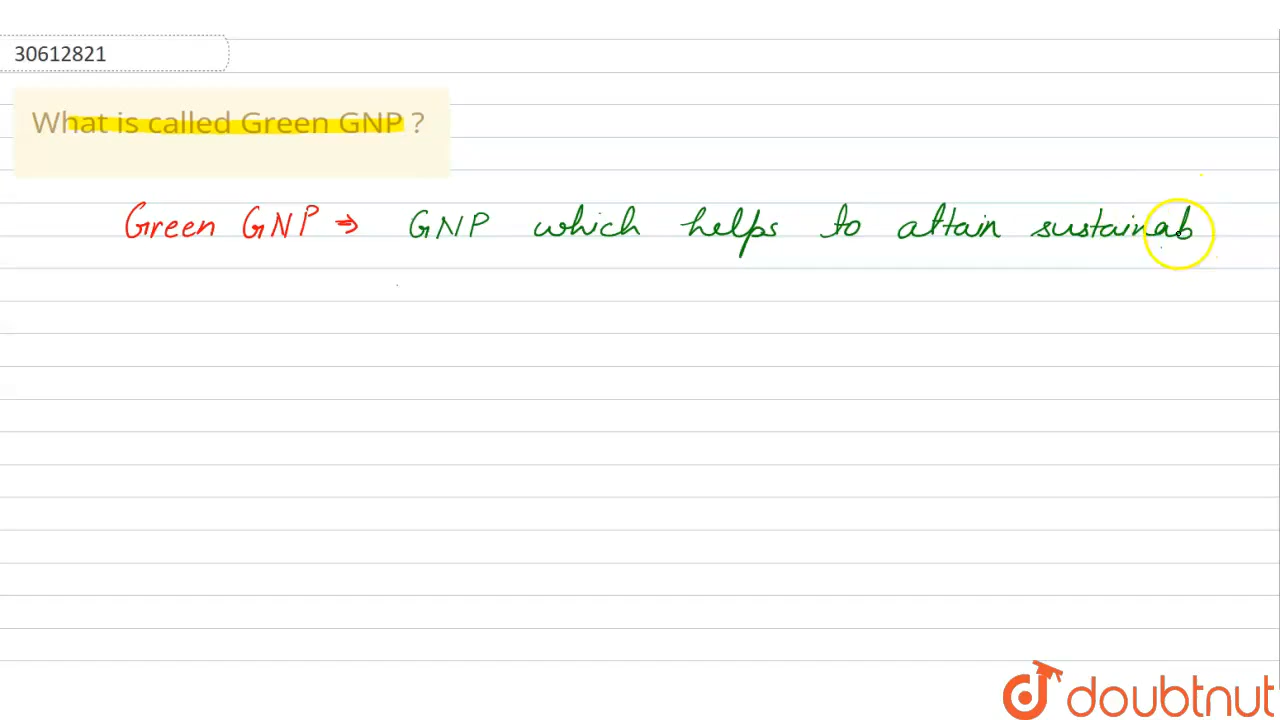 30612821
What is called Green GNP ?
Green GNP ⇒ GNP which helps to attain sustainab
doubtnut